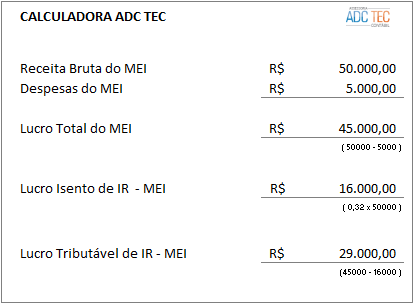 CALCULADORA ADC TEC
ASSESSORIA
ADC TEC
CONTÁBIL
Receita Bruta do MEI R$ 50.000,00
Despesas do MEI R$ 5.000,00
Lucro Total do MEI R$ 45.000,00
( 50000 - 5000 )
Lucro Isento de IR - MEI R$ 16.000,00
( 0,32 x 50000 )
Lucro Tributável de IR - MEI R$ 29.000,00
(45000 - 16000 )